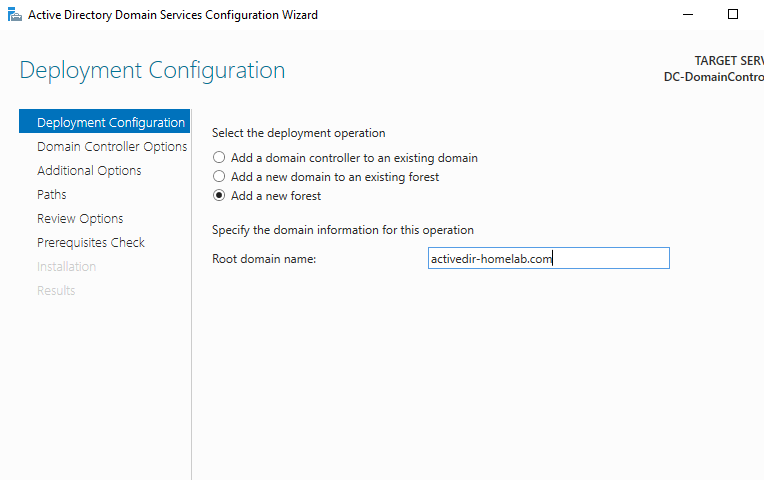 Active Directory Domain Services Configuration Wizard
Deployment Configuration
TARGET SERV
DC-DomainContro
Deployment Configuration
Domain Controller Options
Additional Options
Paths
Review Options
Prerequisites Check
Installation
Results
Select the deployment operation
Add a domain controller to an existing domain
Add a new domain to an existing forest
Add a new forest
Specify the domain information for this operation
Root domain name: activedir-homelab.com